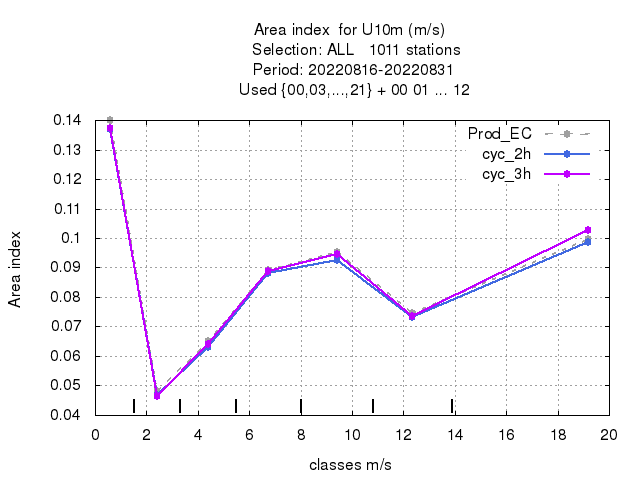 Area index  for U10m (m/s)
Selection: ALL   1011 stations
Period: 20220816-20220831
Used {00,03,...,21} + 00 01 ... 12
0.14
0.13
0.12
0.11
0.1
0.09
0.08
0.07
0.06
0.05
0.04
Area index
Prod_EC
cyc_2h
cyc_3h
0 2 4 6 8 10 12 14 16 18 20
classes m/s